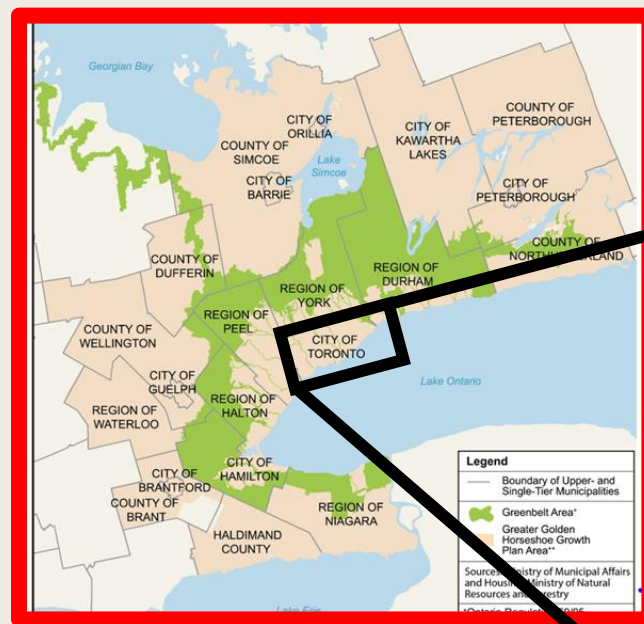 Georgian Bay
COUNTY OF
PETERBOROUGH
CITY OF
ORILLIA
CITY OF
KAWARTHA
LAKES
COUNTY OF
SIMCOE
Lake
Simcoe
CITY OF
BARRIE
CITY OF
PETERBOROUGH
COUNTY OF
COUNTY OF
DUFFERIN
REGION OF
DURHAM
REGION OF
YORK
REGION OF
PEEL
COUNTY OF
WELLINGTON
CITY OF
TORONTO
CITY OF
GUELPH
Lake Ontario
REGION OF
HALTON
REGION OF
WATERLOO
CITY OF
HAMILTON
CITY OF
BRANTFORD
COUNTY OF
BRANT
REGION OF
NIAGARA
HALDIMAND
COUNTY
Legend
Boundary of Upper- and
Single-Tier Municipalities
Greenbelt Area*
Greater Golden
Horseshoe Growth
Plan Area**
Ministry of Municipal Affairs
and Ministry of Natural
Resources and